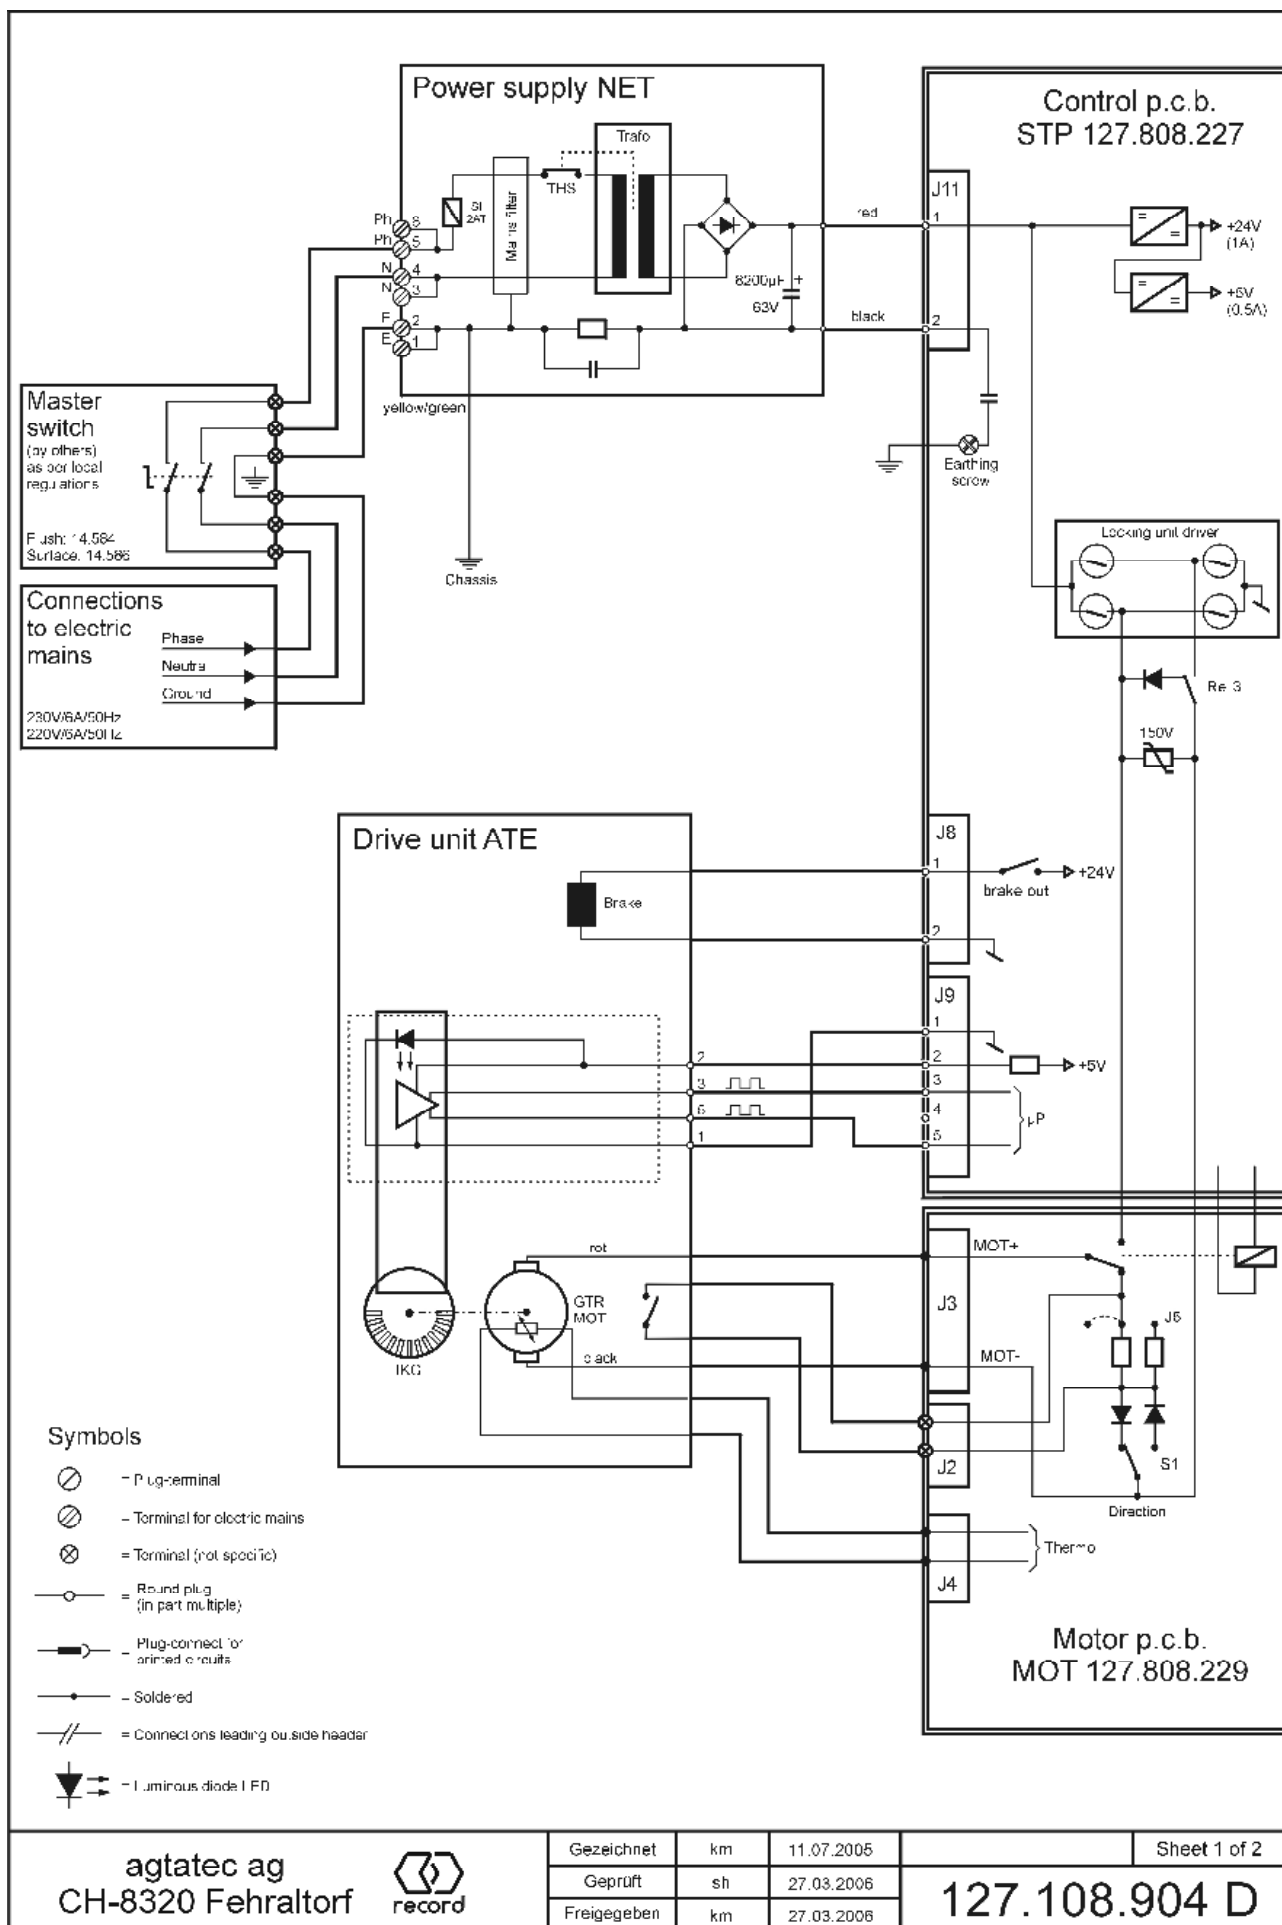 Power supply NET
Trafo
THS
SI
2AT
Mains filter
Ph
6
Ph
5
N
4
N
3
2
E
1
8200µF
+
63V
red
black
yellow/green
Chassis
Control p.c.b.
STP 127.808.227
J11
1
2
+24V
(1A)
+5V
(0.5A)
Earthing
screw
Locking unit driver
Re 3
150V
Master
switch
(by others)
as per local
regulations
Flush: 14.584
Surface: 14.586
Connections
to electric
mains
Phase
Neutral
Ground
230V/6A/50Hz
220V/6A/50Hz
Drive unit ATE
Brake
J8
1
2
brake out
+24V
J9
1
2
3
4
5
+5V
µP
2
3
1
rot
GTR
MOT
black
J3
MOT+
MOT-
J2
J4
S1
Direction
Thermo
Motor p.c.b.
MOT 127.808.229
Symbols
= Plug-terminal
= Terminal for electric mains
= Terminal (not specific)
= Round plug
(in part multiple)
= Plug-connect for
printed circuits
= Soldered
= Connections leading outside header
= Luminous diode LED
agtatec ag
CH-8320 Fehraltorf
record
Gezeichnet km 11.07.2005
Geprüft sh 27.03.2006
Freigegeben km 27.03.2006
Sheet 1 of 2
127.108.904 D